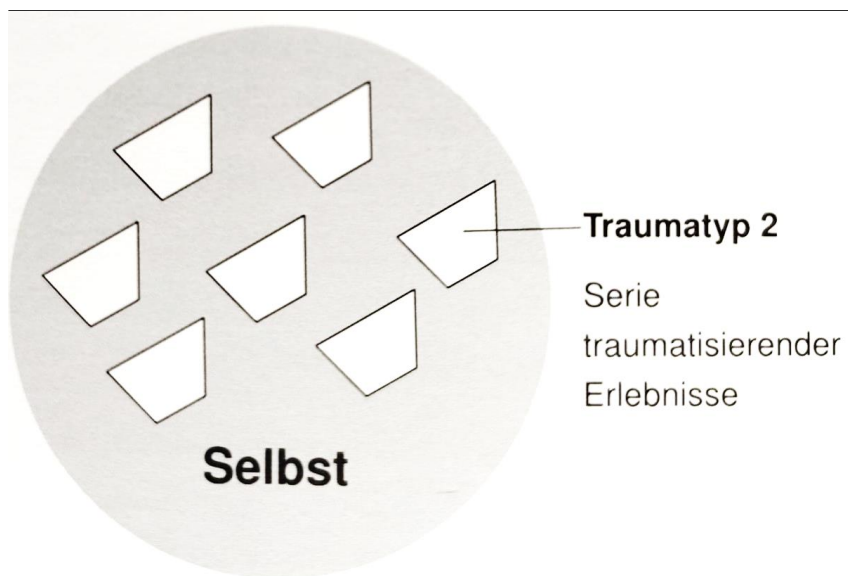 Traumatyp 2
Serie
traumatisierender
Erlebnisse
Selbst